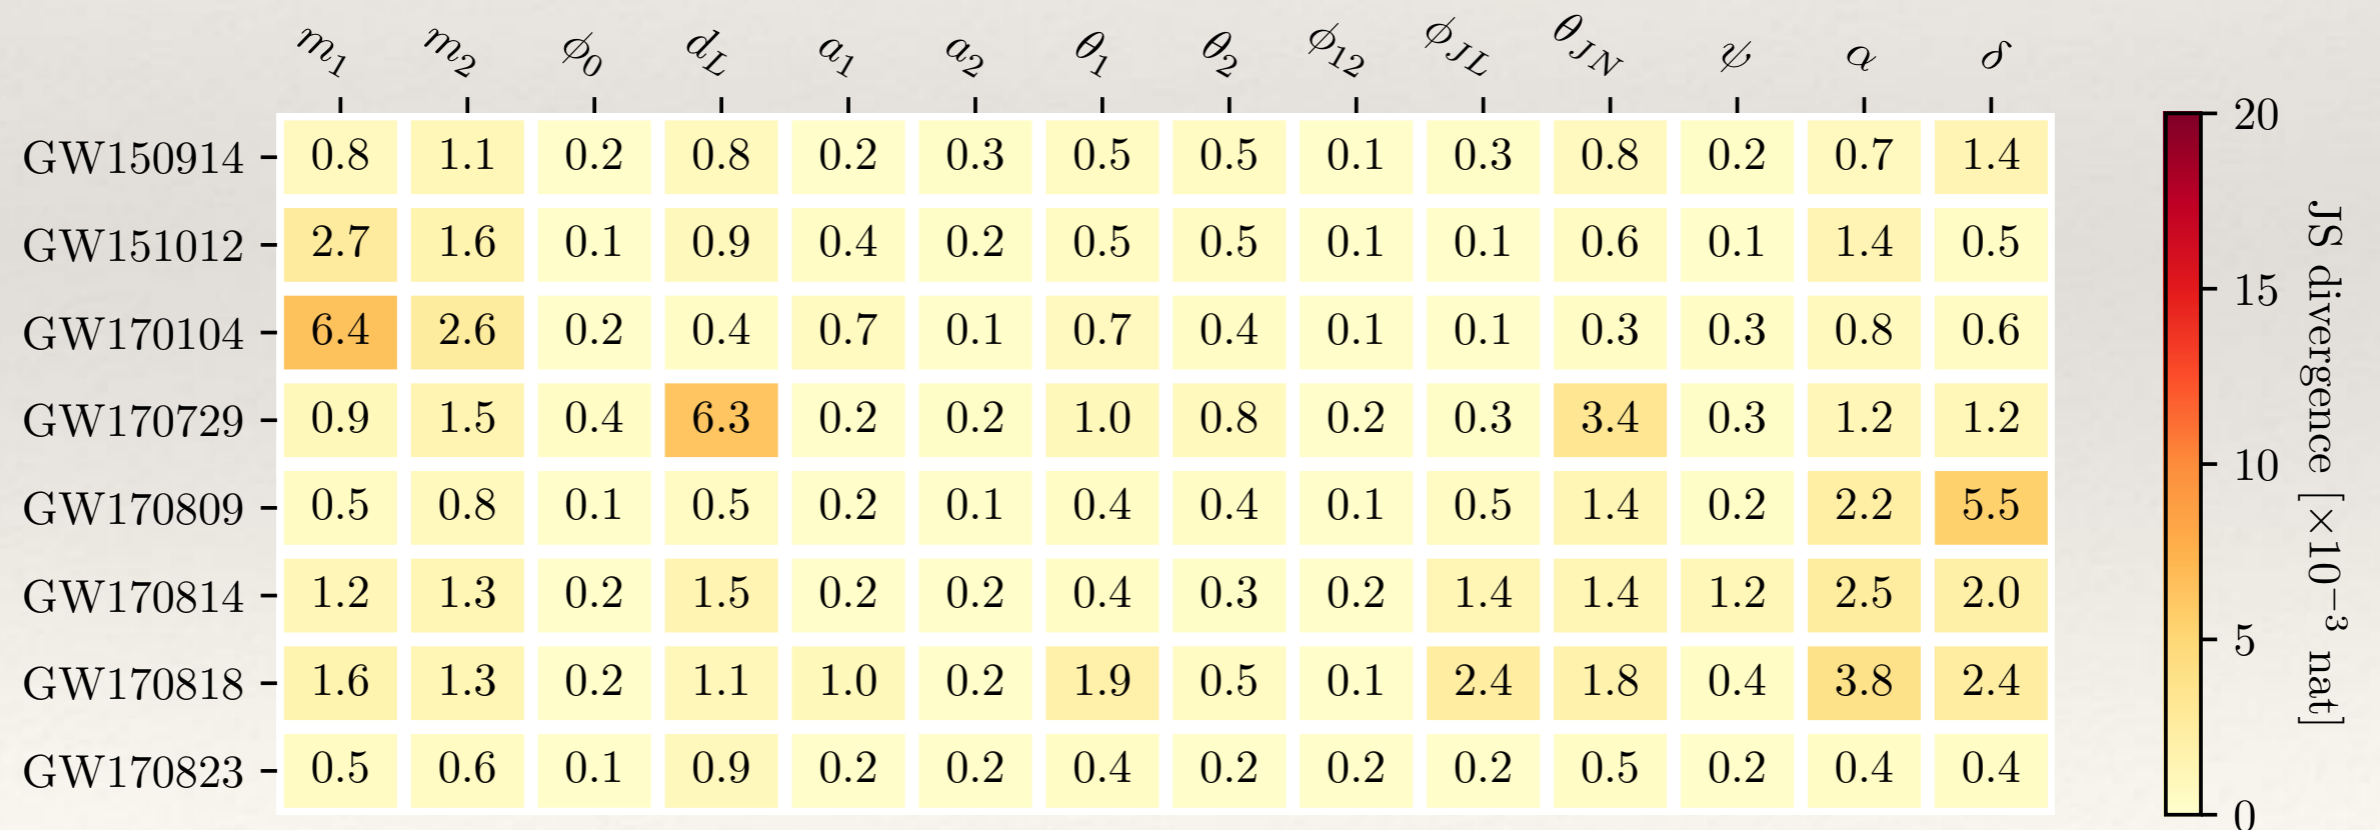 m₁ m₂ ϕ₀ d_L a₁ a₂ θ₁ θ₂ ϕ₁₂ ϕ_JL θ_JN ψ α δ
GW150914 0.8 1.1 0.2 0.8 0.2 0.3 0.5 0.5 0.1 0.3 0.8 0.2 0.7 1.4
GW151012 2.7 1.6 0.1 0.9 0.4 0.2 0.5 0.5 0.1 0.1 0.6 0.1 1.4 0.5
GW170104 6.4 2.6 0.2 0.4 0.7 0.1 0.7 0.4 0.1 0.1 0.3 0.3 0.8 0.6
GW170729 0.9 1.5 0.4 6.3 0.2 0.2 1.0 0.8 0.2 0.3 3.4 0.3 1.2 1.2
GW170809 0.5 0.8 0.1 0.5 0.2 0.1 0.4 0.4 0.1 0.5 1.4 0.2 2.2 5.5
GW170814 1.2 1.3 0.2 1.5 0.2 0.2 0.4 0.3 0.2 1.4 1.4 1.2 2.5 2.0
GW170818 1.6 1.3 0.2 1.1 1.0 0.2 1.9 0.5 0.1 2.4 1.8 0.4 3.8 2.4
GW170823 0.5 0.6 0.1 0.9 0.2 0.2 0.4 0.2 0.2 0.2 0.5 0.2 0.4 0.4
20
15
10
5
0
JS divergence [×10⁻³ nat]